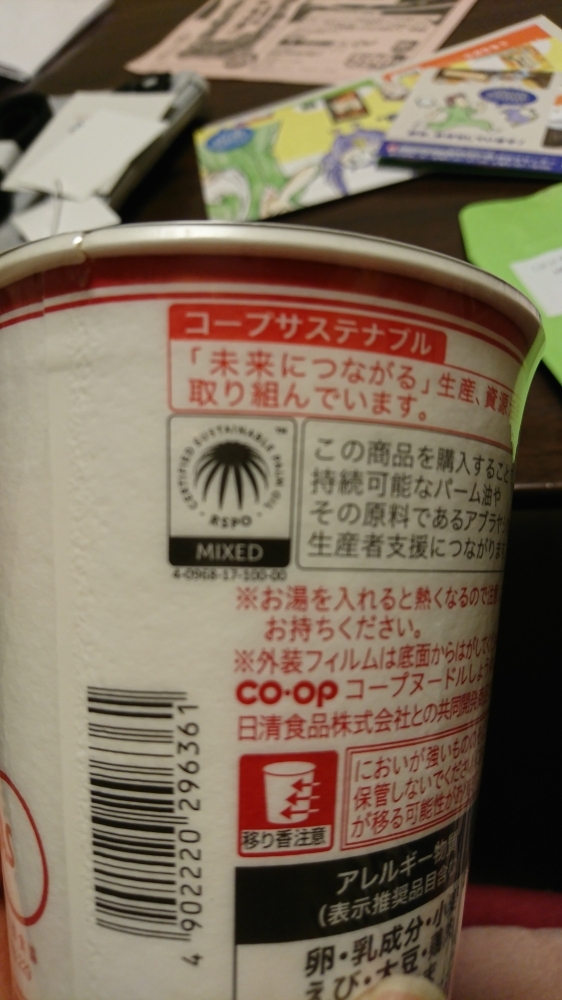 コープサステナブル
「未来につながる」生産、資源
取り組んでいます。
CERTIFIED SUSTAINABLE PALM OIL
RSPO
TM
MIXED
4-0968-17-100-00
この商品を購入すること
持続可能なパーム油や
その原料であるアブラヤ
生産者支援につながりま
※お湯を入れると熱くなるので注意
お持ちください。
※外装フィルムは底面からはがして
co・op コープヌードルしょう
日清食品株式会社との共同開発商
移り香注意
においが強いものの
保管しないでくださ
が移る可能性が
アレルギー物質
(表示推奨品目含
卵・乳成分・小麦
えび・大豆・鶏
4 902220 296361